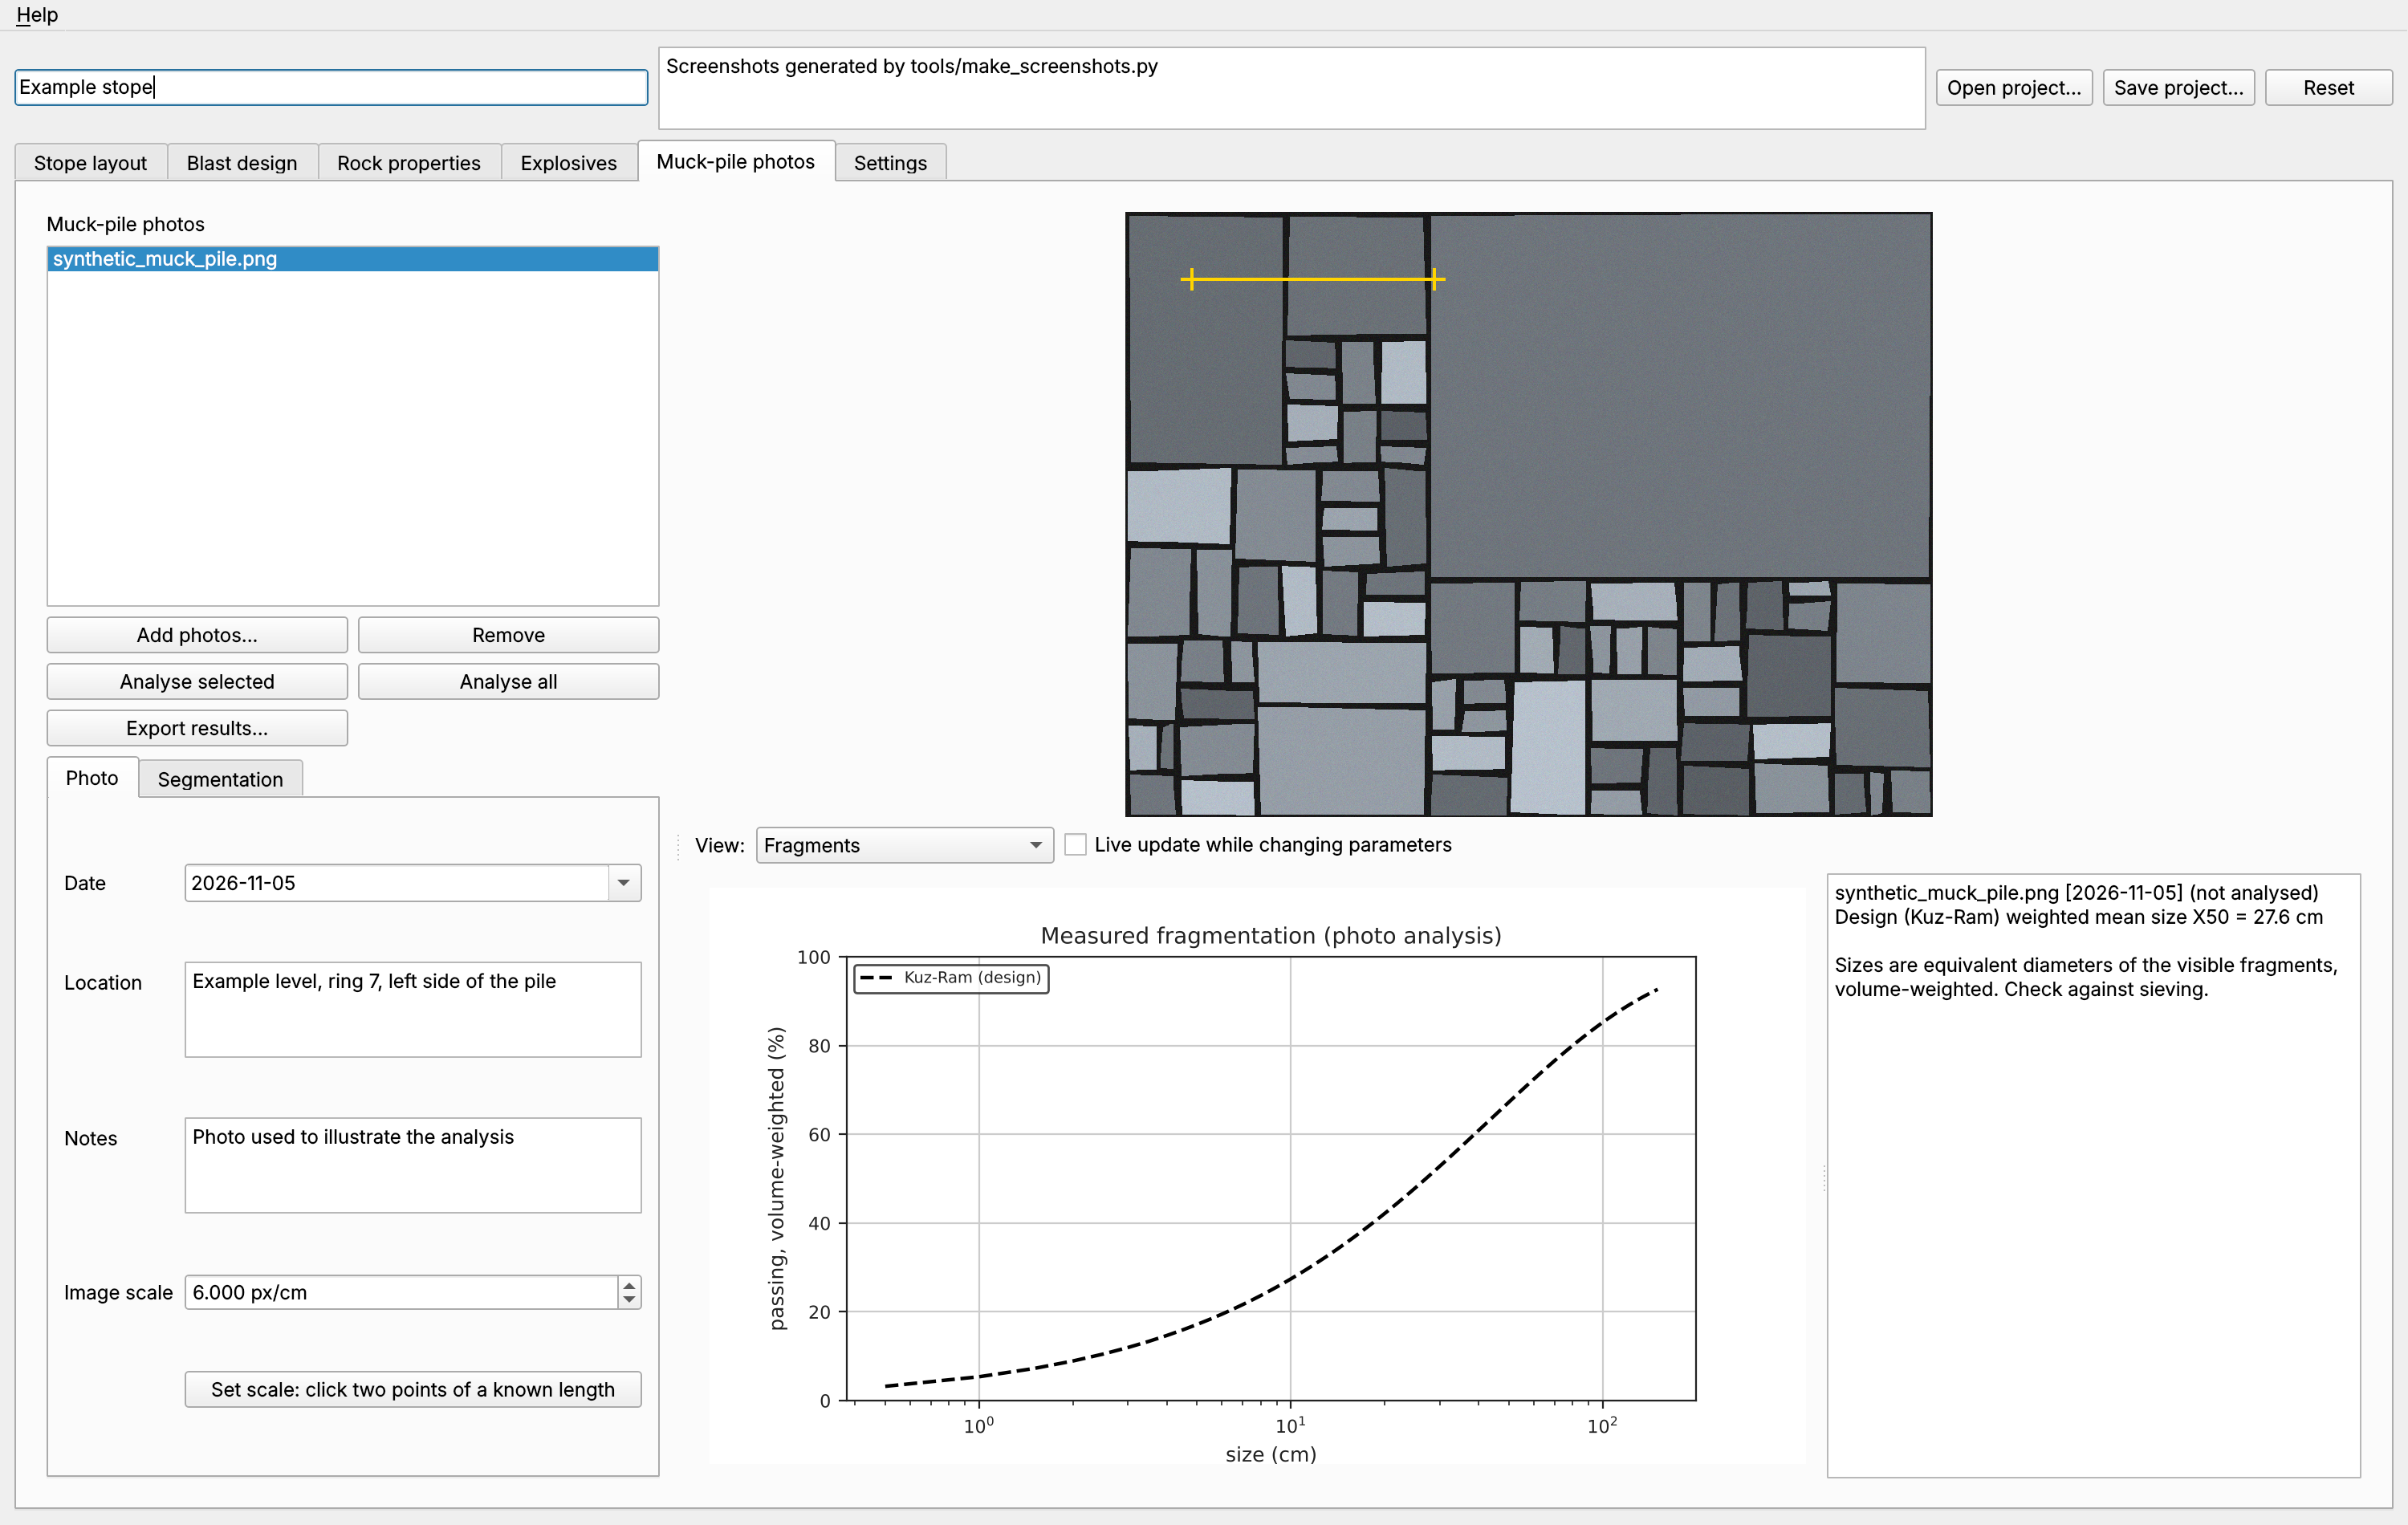 Help
Example stope
Screenshots generated by tools/make_screenshots.py
Open project...
Save project...
Reset
Stope layout
Blast design
Rock properties
Explosives
Muck-pile photos
Settings
Muck-pile photos
synthetic_muck_pile.png
Add photos...
Remove
Analyse selected
Analyse all
Export results...
Photo
Segmentation
Date
2026-11-05
Location
Example level, ring 7, left side of the pile
Notes
Photo used to illustrate the analysis
Image scale
6.000 px/cm
Set scale: click two points of a known length
View:
Fragments
Live update while changing parameters
Measured fragmentation (photo analysis)
Kuz-Ram (design)
passing, volume-weighted (%)
100
80
60
40
20
0
10⁰
10¹
10²
size (cm)
synthetic_muck_pile.png [2026-11-05] (not analysed)
Design (Kuz-Ram) weighted mean size X50 = 27.6 cm
Sizes are equivalent diameters of the visible fragments,
volume-weighted. Check against sieving.